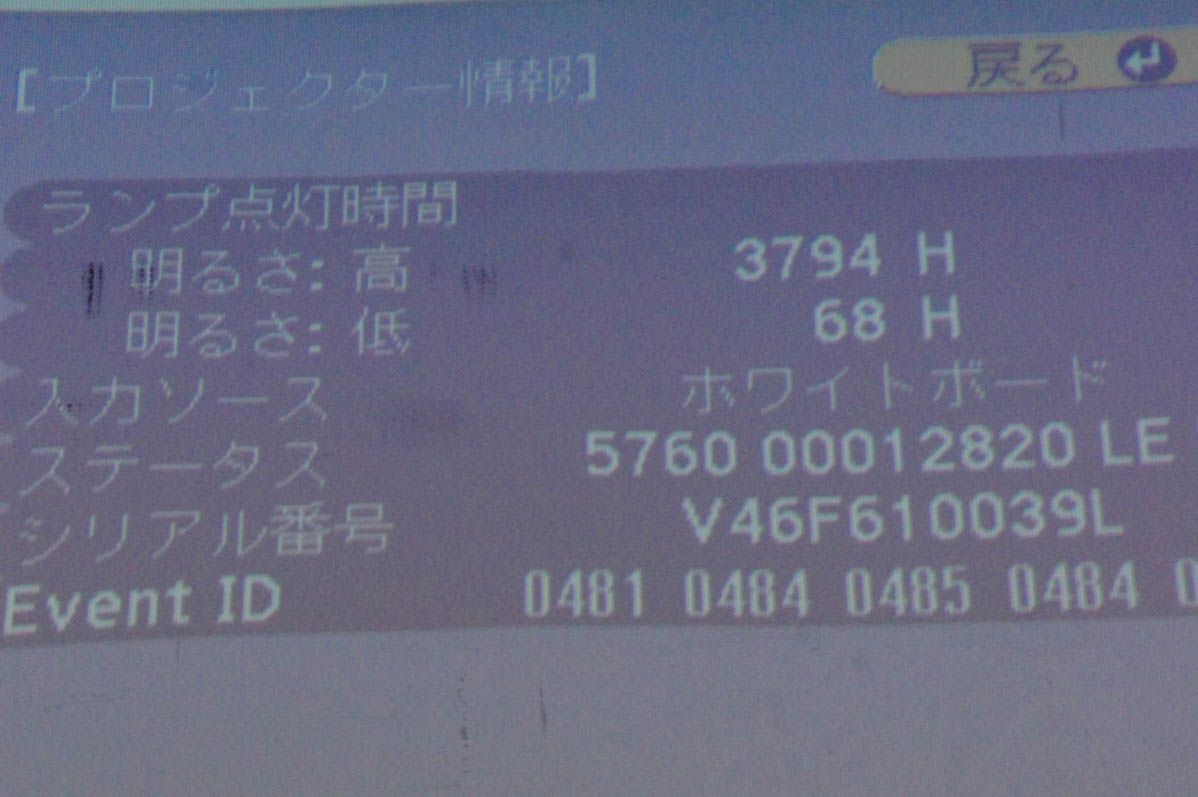 [プロジェクター情報] 戻る
ランプ点灯時間
明るさ: 高 3794 H
明るさ: 低 68 H
入力ソース ホワイトボード
ステータス 5760 00012820 LE
シリアル番号 V46F610039L
Event ID 0481 0484 0485 0484